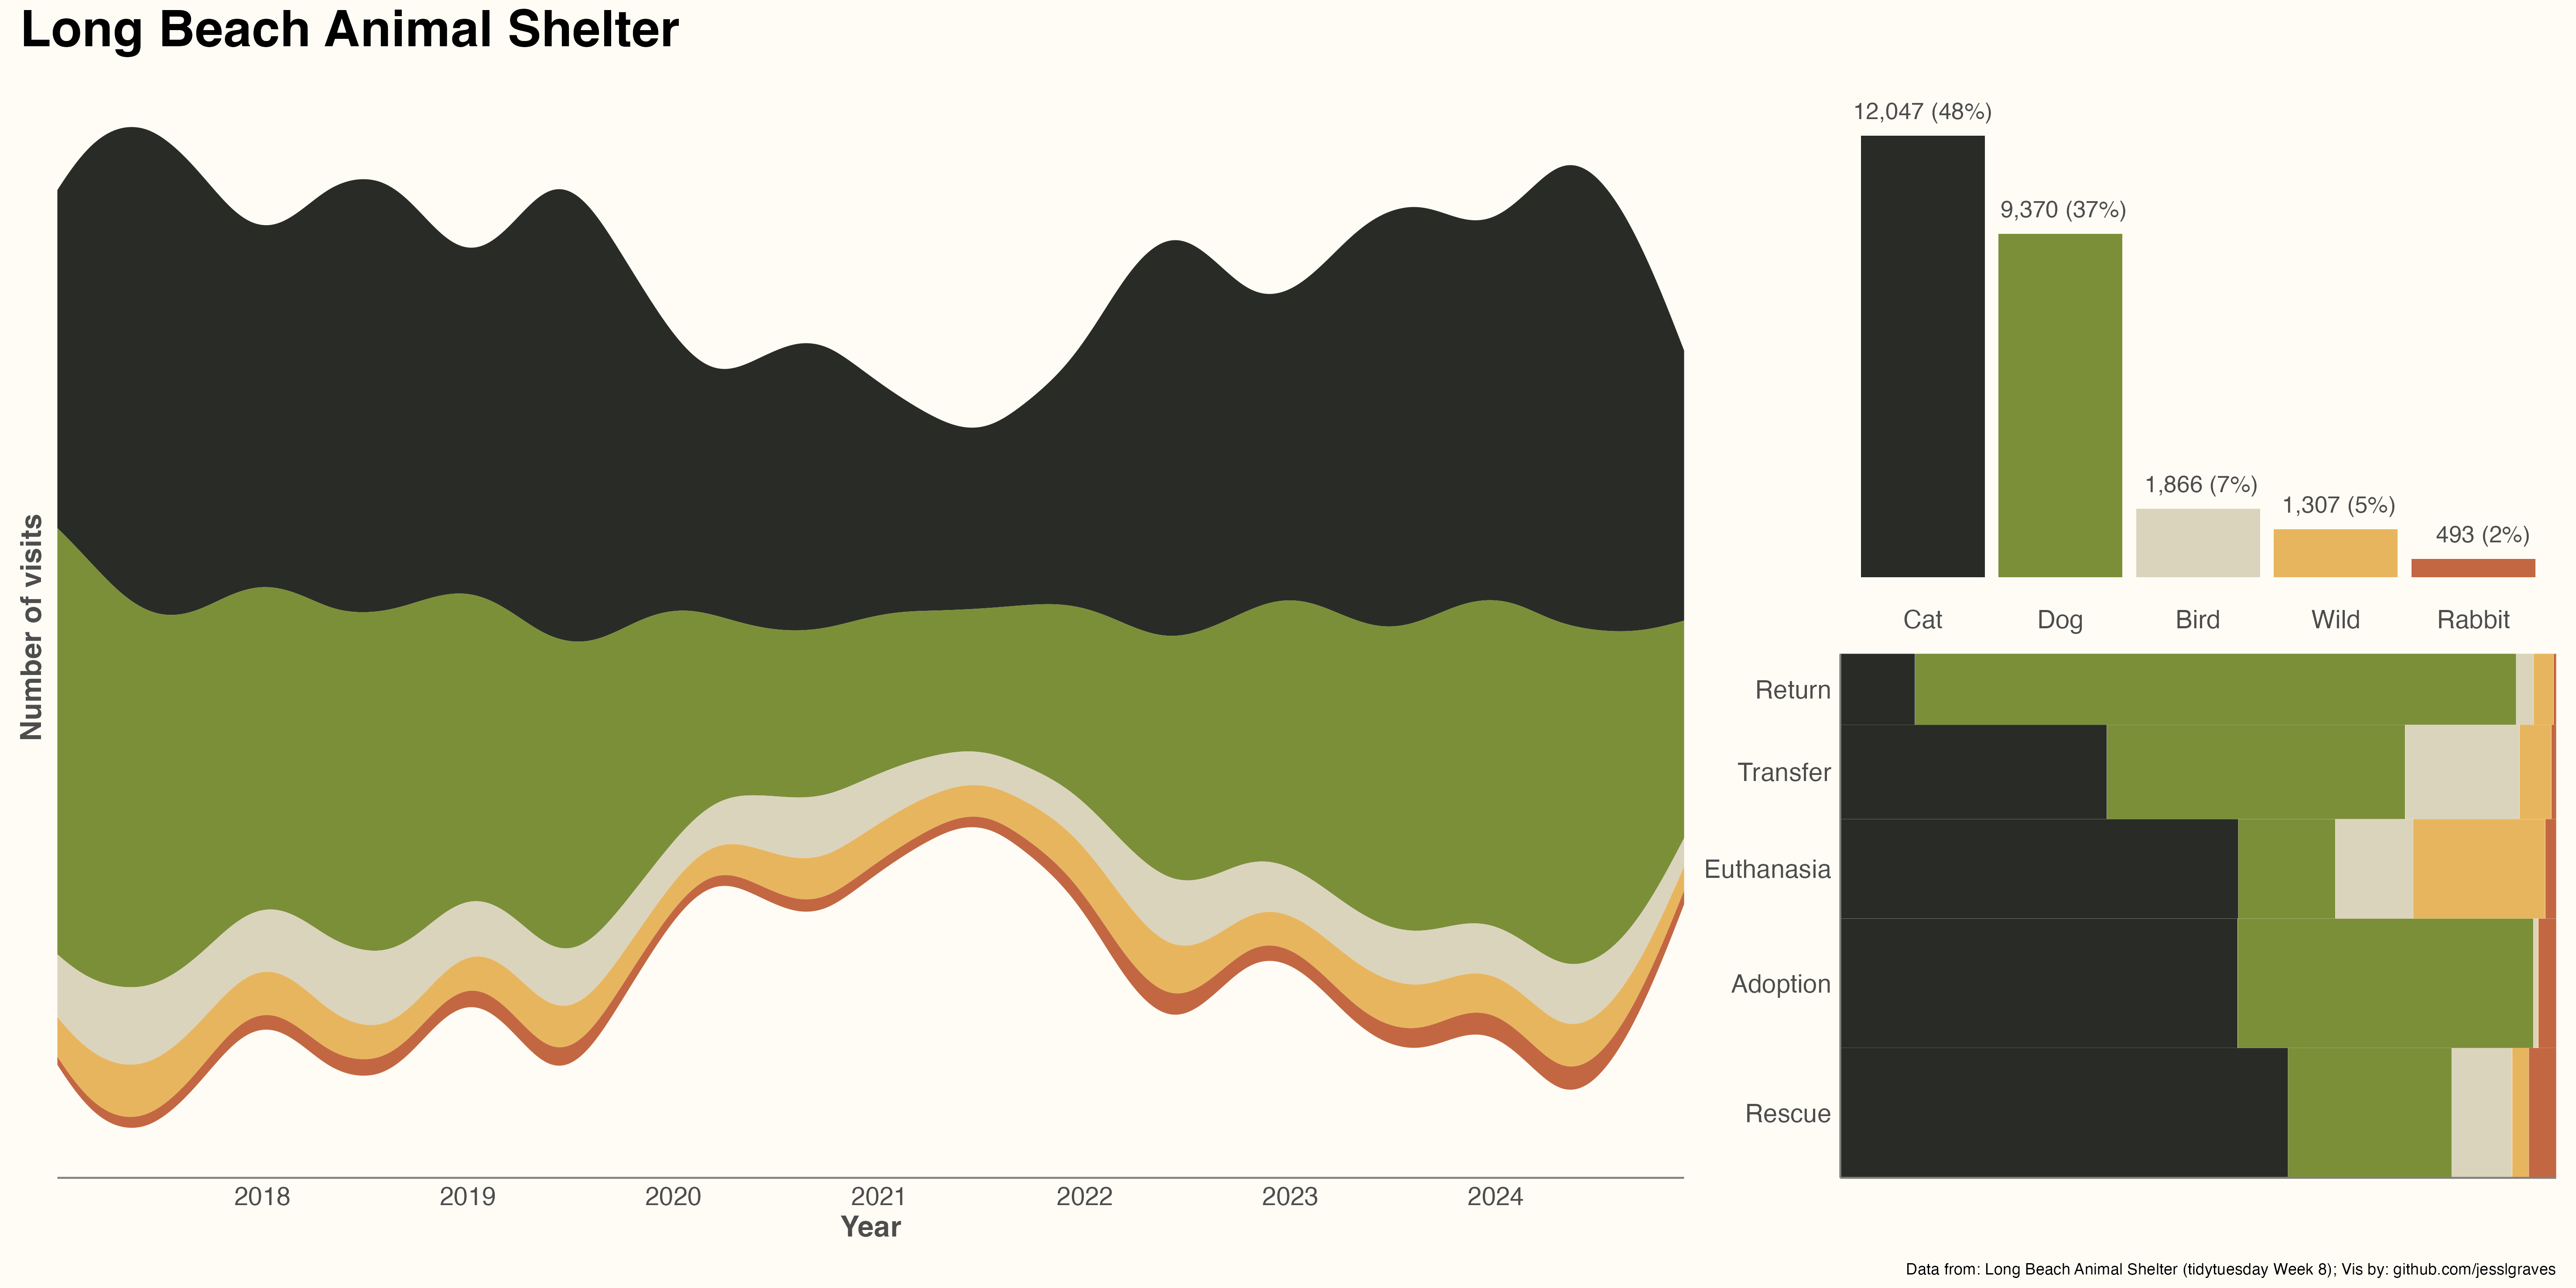 Long Beach Animal Shelter
Number of visits
2018 2019 2020 2021 2022 2023 2024
Year
12,047 (48%)
9,370 (37%)
1,866 (7%)
1,307 (5%)
493 (2%)
Cat Dog Bird Wild Rabbit
Return
Transfer
Euthanasia
Adoption
Rescue
Data from: Long Beach Animal Shelter (tidytuesday Week 8); Vis by: github.com/jesslgraves